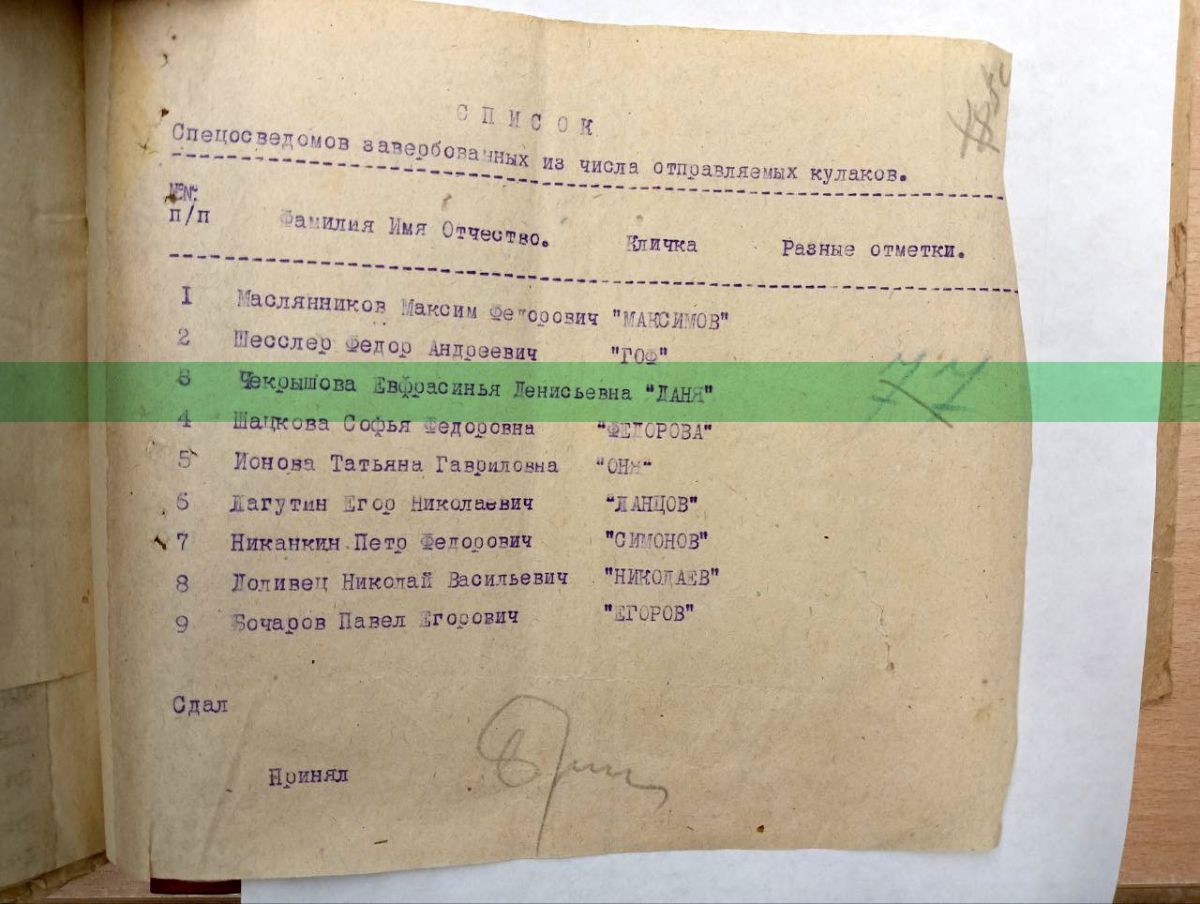 СПИСОК
Спецосведомов завербованных из числа отправляемых кулаков.
№№:
п/п Фамилия Имя Отчество. Кличка Разные отметки.
1 Маслянников Максим Федорович "МАКСИМОВ"
2 Шесслер Федор Андреевич "ГОФ"
3 Чекрышова Евфрасинья Денисьевна "ДАНЯ"
4 Шацкова Софья Федоровна "ФЕДОРОВА"
5 Ионова Татьяна Гавриловна "ОНЯ"
6 Лагутин Егор Николаевич "ЛАНЦОВ"
7 Никанкин Петр Федорович "СИМОНОВ"
8 Доливец Николай Васильевич "НИКОЛАЕВ"
9 Бочаров Павел Егорович "ЕГОРОВ"
Сдал
Принял